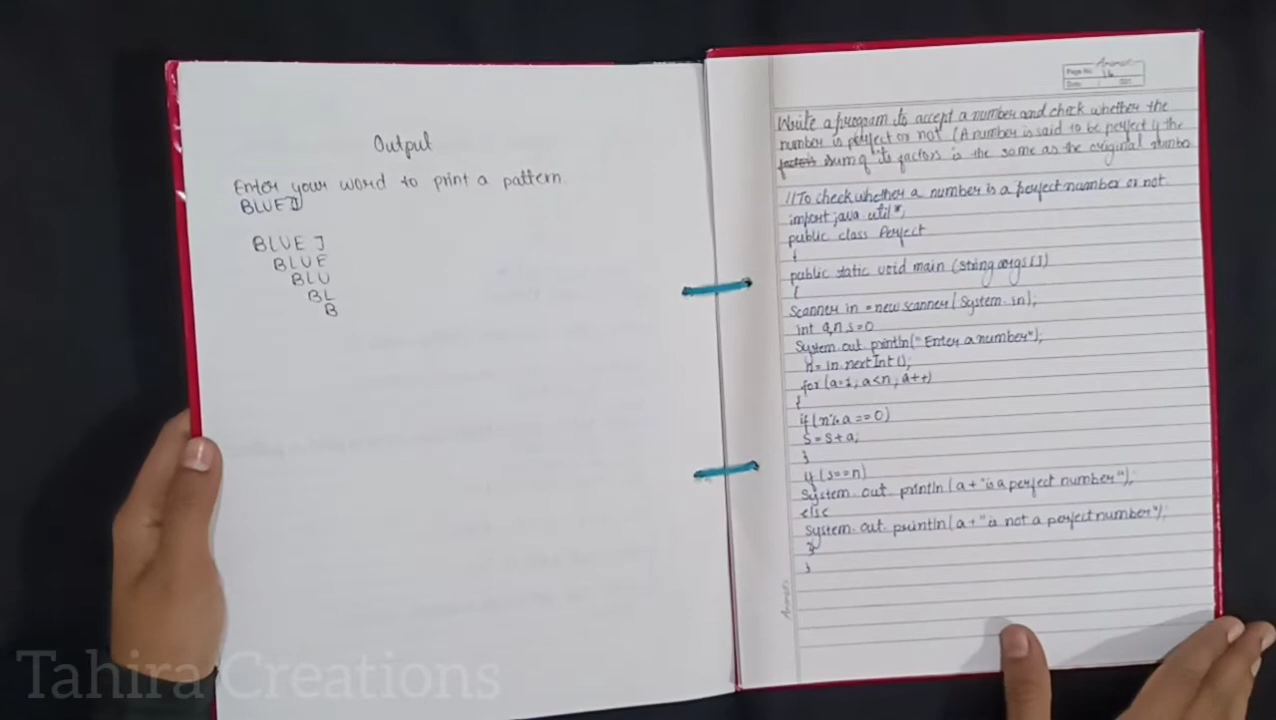 Output
Enter your word to print a pattern.
BLUEJ
BLUE J
BLUE
BLU
BL
B
Page No.
Date
Write a program to accept a number and check whether the
number is perfect or not. (A number is said to be perfect if the
factors sum of its factors is the same as the original number
//To check whether a number is a perfect number or not.
import java util*;
public class Perfect
{
public static void main (String args[])
{
Scanner in = new scanner(System.in);
int a,n s=0
System.out.println("Enter a number");
n=in.nextInt();
for (a=1; a<n; a++)
{
if (n%a==0)
s=s+a;
}
if (s==n)
System.out.println(a+"is a perfect number");
else
System.out.println(a+" is not a perfect number");
}
}
Tahira Creations